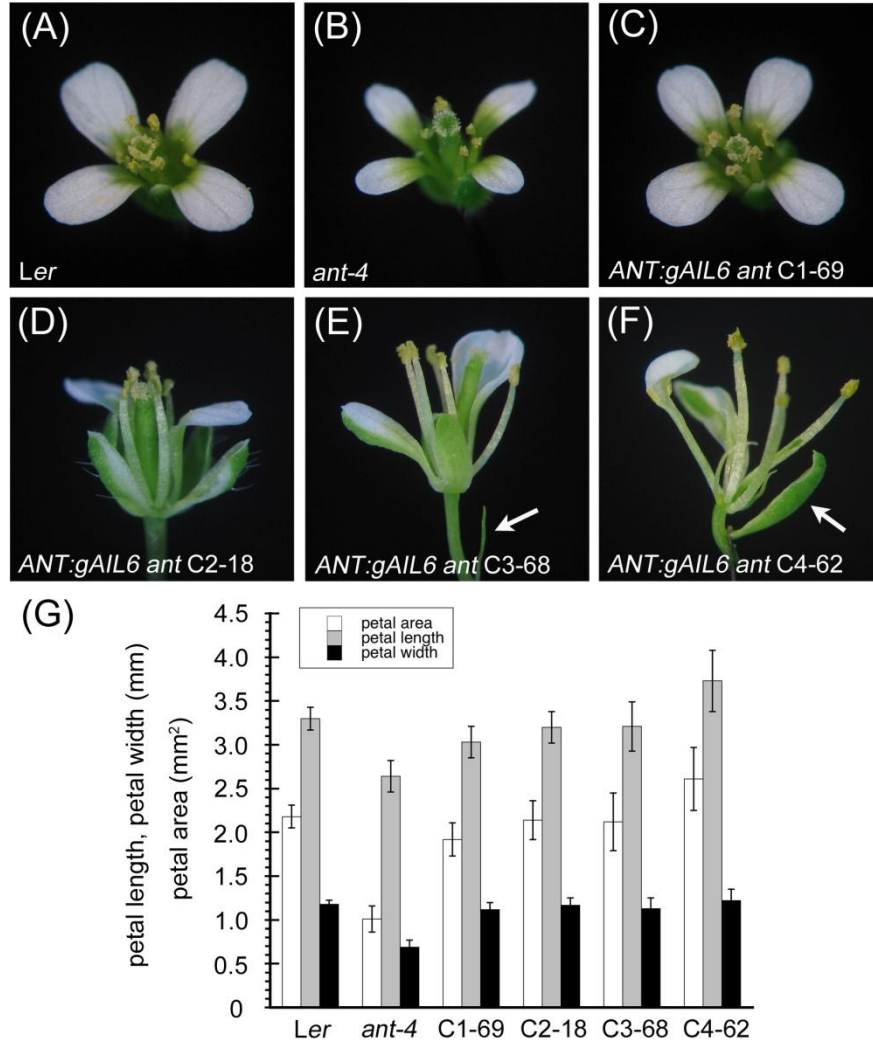 (A)
Ler
(B)
ant-4
(C)
ANT:gAIL6 ant C1-69
(D)
ANT:gAIL6 ant C2-18
(E)
ANT:gAIL6 ant C3-68
(F)
ANT:gAIL6 ant C4-62
(G)
petal length, petal width (mm)
petal area (mm²)
4.5
4.0
3.5
3.0
2.5
2.0
1.5
1.0
0.5
0
petal area
petal length
petal width
Ler ant-4 C1-69 C2-18 C3-68 C4-62